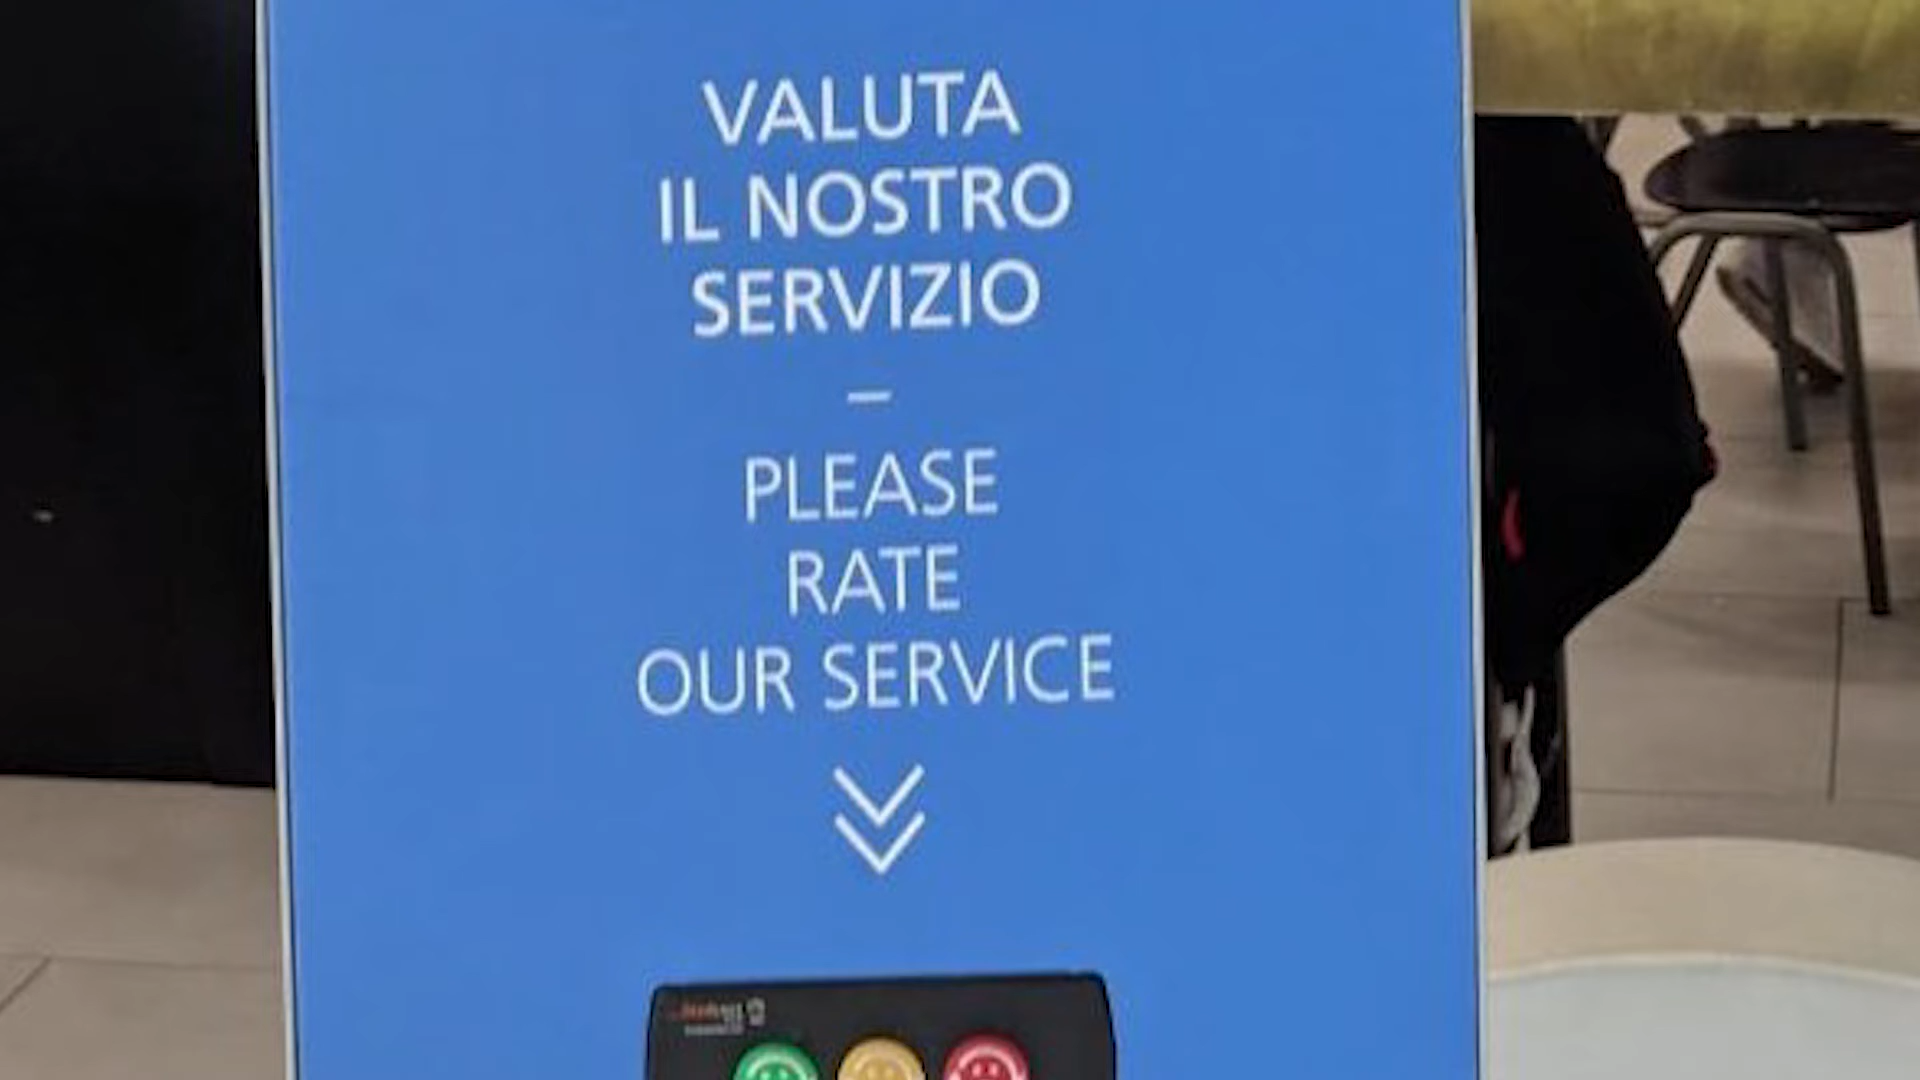 VALUTA
IL NOSTRO
SERVIZIO
–
PLEASE
RATE
OUR SERVICE